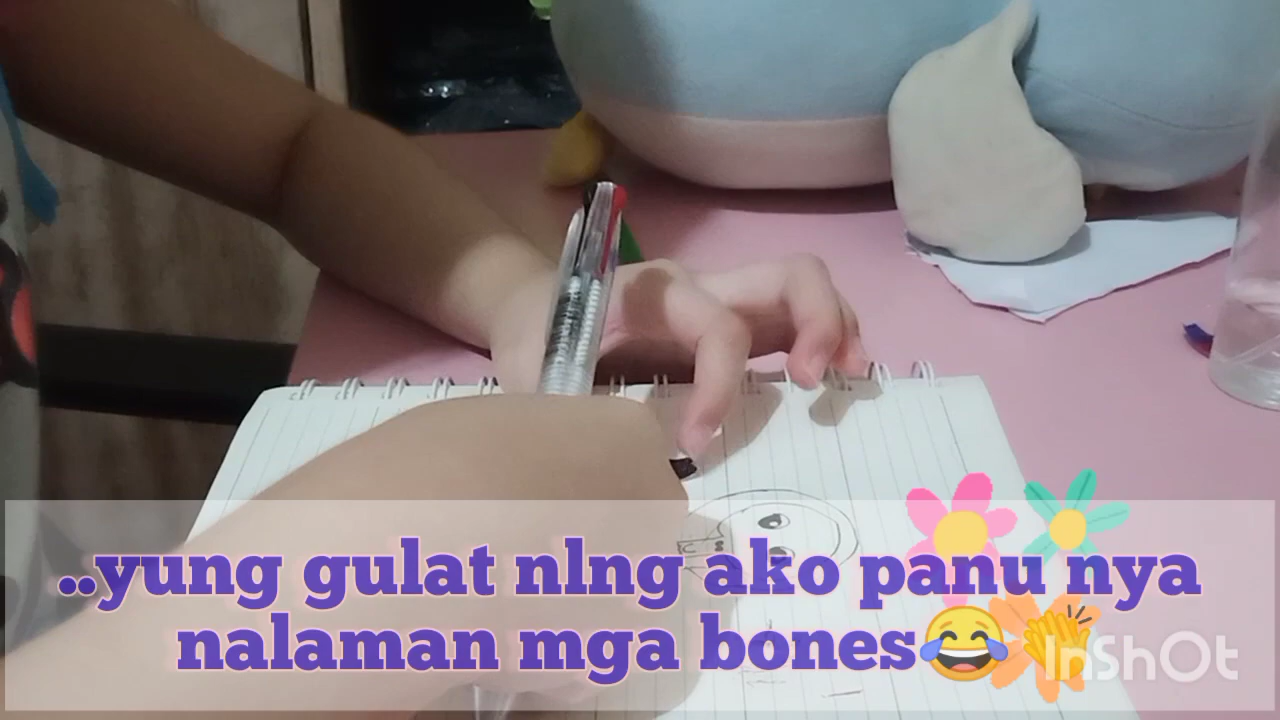 ..yung gulat nlng ako panu nya
nalaman mga bones😂👏
InShOt